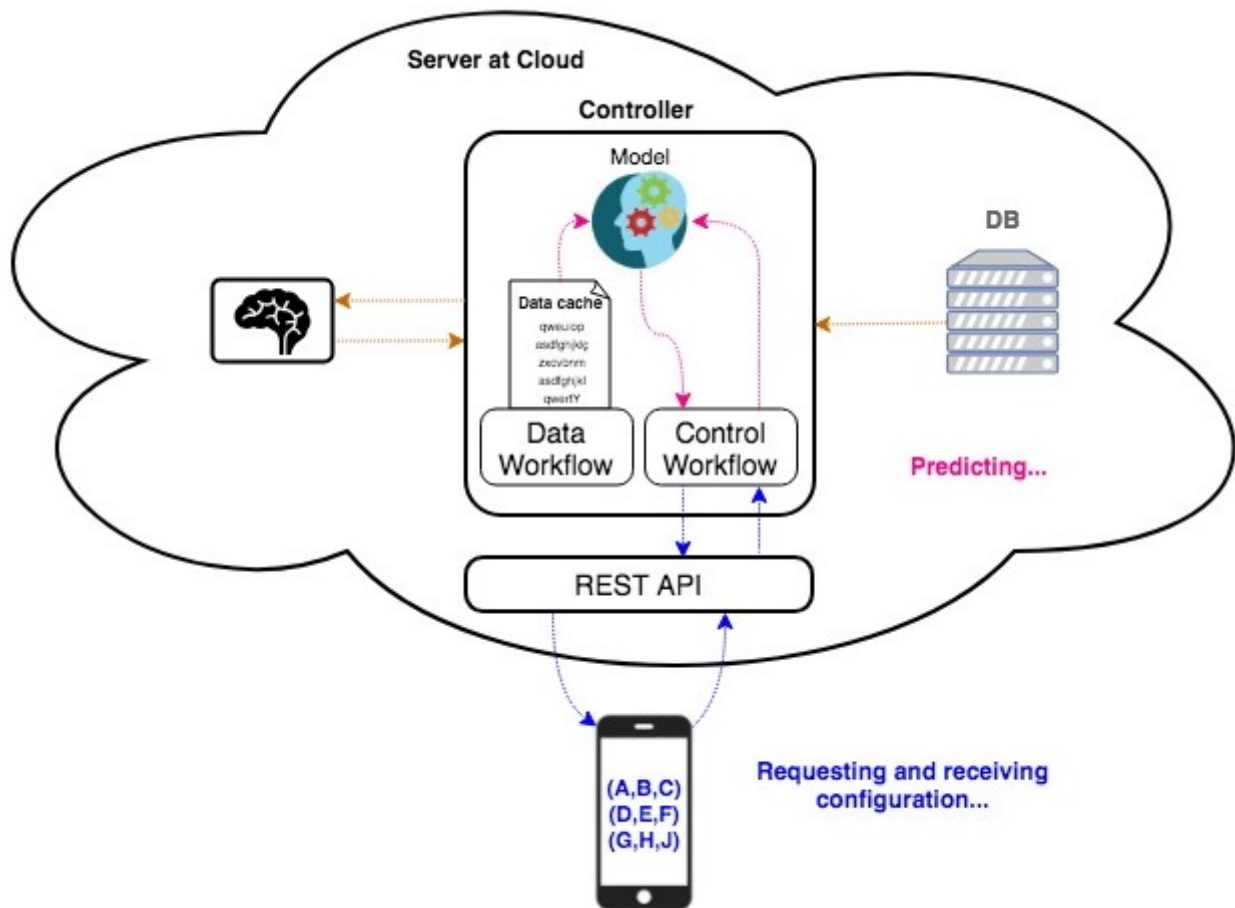 Server at Cloud
Controller
Model
DB
Data cache
qweuiop
asdfghjklç
zxcvbnm
asdfghjkl
qwerfY
Data
Workflow
Control
Workflow
Predicting...
REST API
(A,B,C)
(D,E,F)
(G,H,J)
Requesting and receiving
configuration...